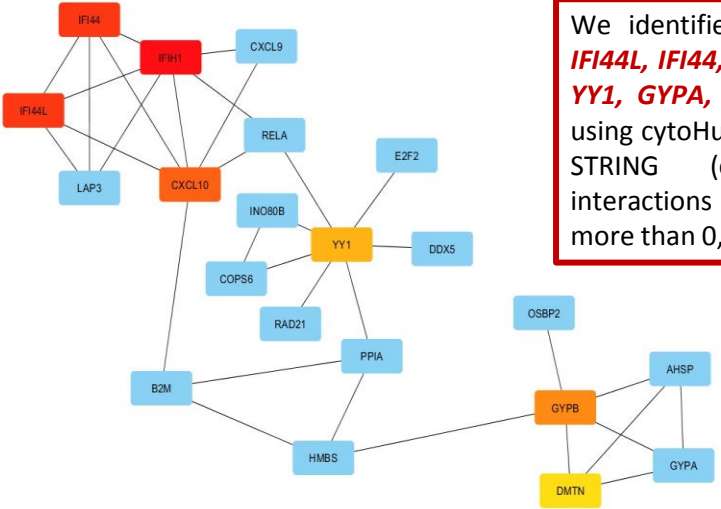 IFI44
We identifie
IFI44L, IFI44,
YY1, GYPA,
using cytoHu
STRING (
interactions
more than 0,
CXCL9
IFIH1
IFI44L
RELA
E2F2
LAP3
CXCL10
INO80B
YY1
DDX5
COPS6
RAD21
OSBP2
PPIA
AHSP
B2M
GYPB
HMBS
GYPA
DMTN